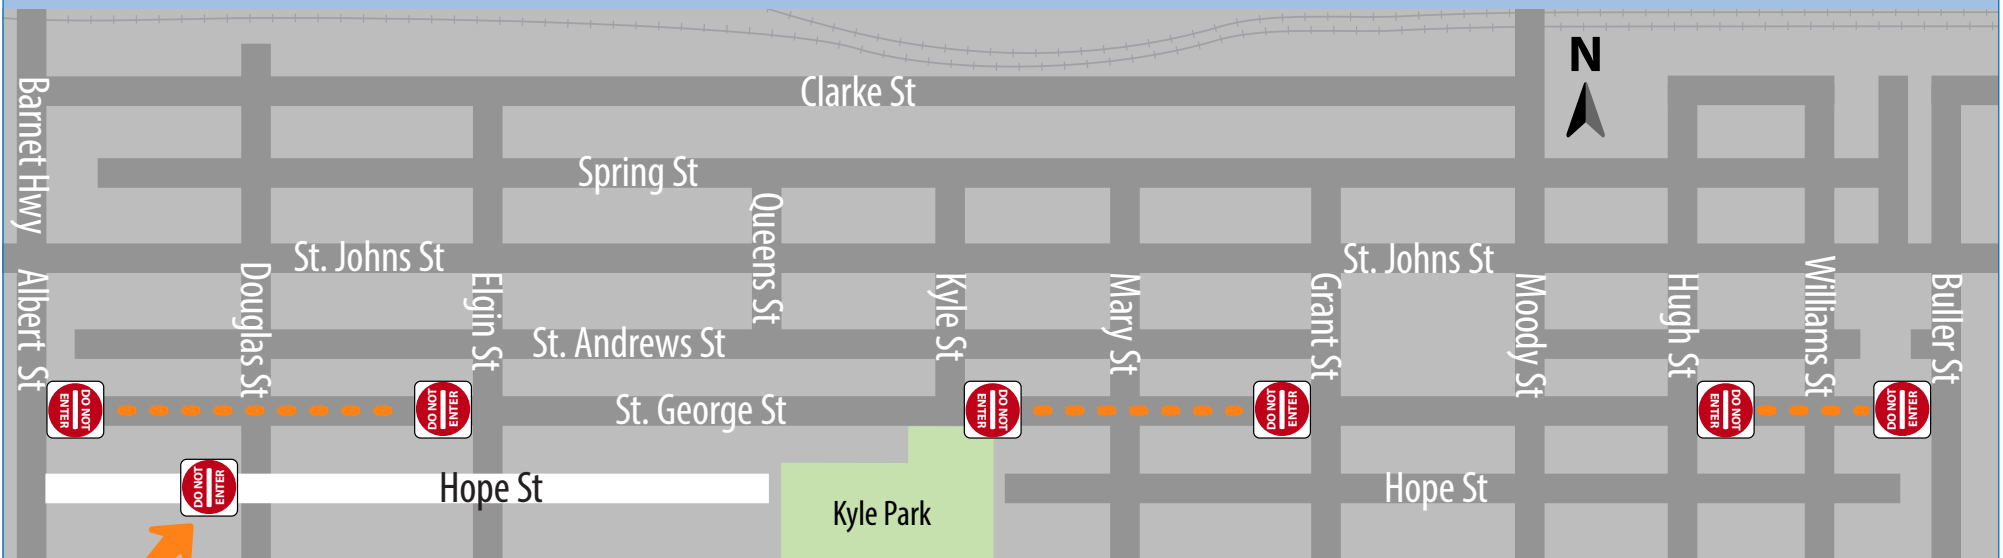 N
Barnet Hwy
Clarke St
Spring St
Queens St
St. Johns St
St. Johns St
Albert St
Douglas St
Elgin St
Kyle St
Mary St
Grant St
Moody St
Hugh St
Williams St
Buller St
St. Andrews St
DO NOT
ENTER
DO NOT
ENTER
St. George St
DO NOT
ENTER
DO NOT
ENTER
DO NOT
ENTER
DO NOT
ENTER
DO NOT
ENTER
Hope St
Hope St
Kyle Park